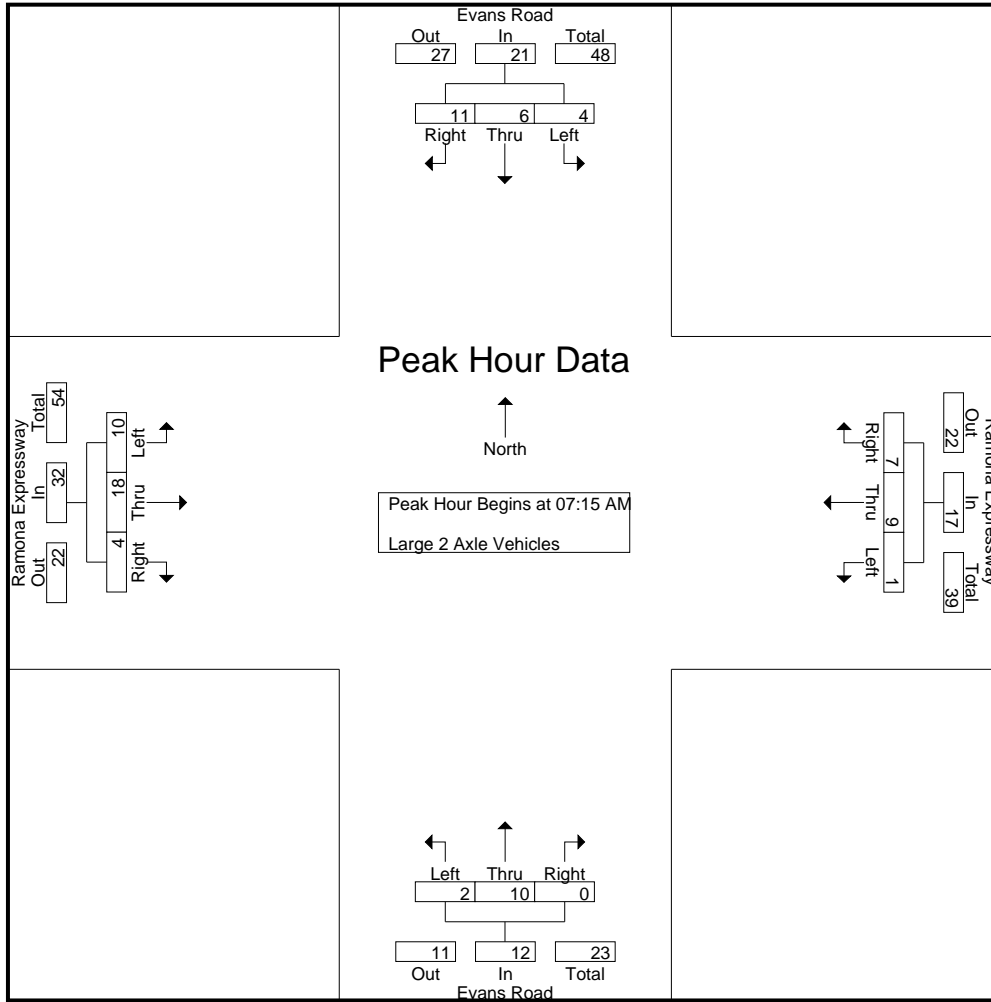 Evans Road
Out In Total
27 21 48
11 6 4
Right Thru Left
Peak Hour Data
North
Peak Hour Begins at 07:15 AM
Large 2 Axle Vehicles
Ramona Expressway
Total In Out
54 32 22
10 18 4
Left Thru Right
Ramona Expressway
Out In Total
22 17 39
7 9 1
Right Thru Left
Left Thru Right
2 10 0
11 12 23
Out In Total
Evans Road